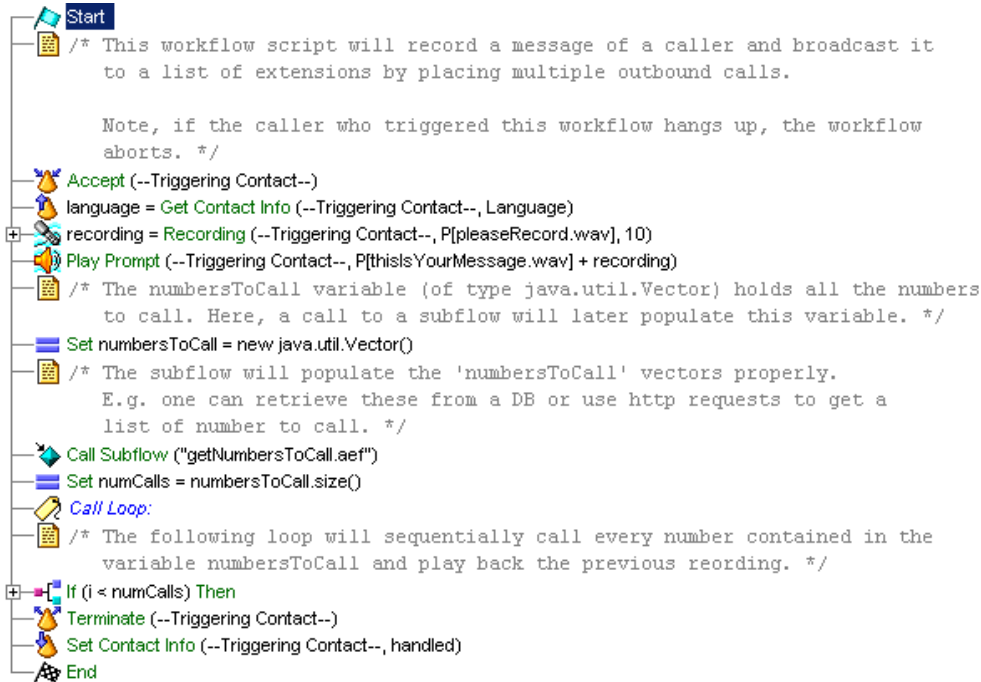 Start
/* This workflow script will record a message of a caller and broadcast it
to a list of extensions by placing multiple outbound calls.
Note, if the caller who triggered this workflow hangs up, the workflow
aborts. */
Accept (--Triggering Contact--)
language = Get Contact Info (--Triggering Contact--, Language)
recording = Recording (--Triggering Contact--, P[pleaseRecord.wav], 10)
Play Prompt (--Triggering Contact--, P[thisIsYourMessage.wav] + recording)
/* The numbersToCall variable (of type java.util.Vector) holds all the numbers
to call. Here, a call to a subflow will later populate this variable. */
Set numbersToCall = new java.util.Vector()
/* The subflow will populate the 'numbersToCall' vectors properly.
E.g. one can retrieve these from a DB or use http requests to get a
list of number to call. */
Call Subflow ("getNumbersToCall.aef")
Set numCalls = numbersToCall.size()
Call Loop:
/* The following loop will sequentially call every number contained in the
variable numbersToCall and play back the previous reording. */
If (i < numCalls) Then
Terminate (--Triggering Contact--)
Set Contact Info (--Triggering Contact--, handled)
End